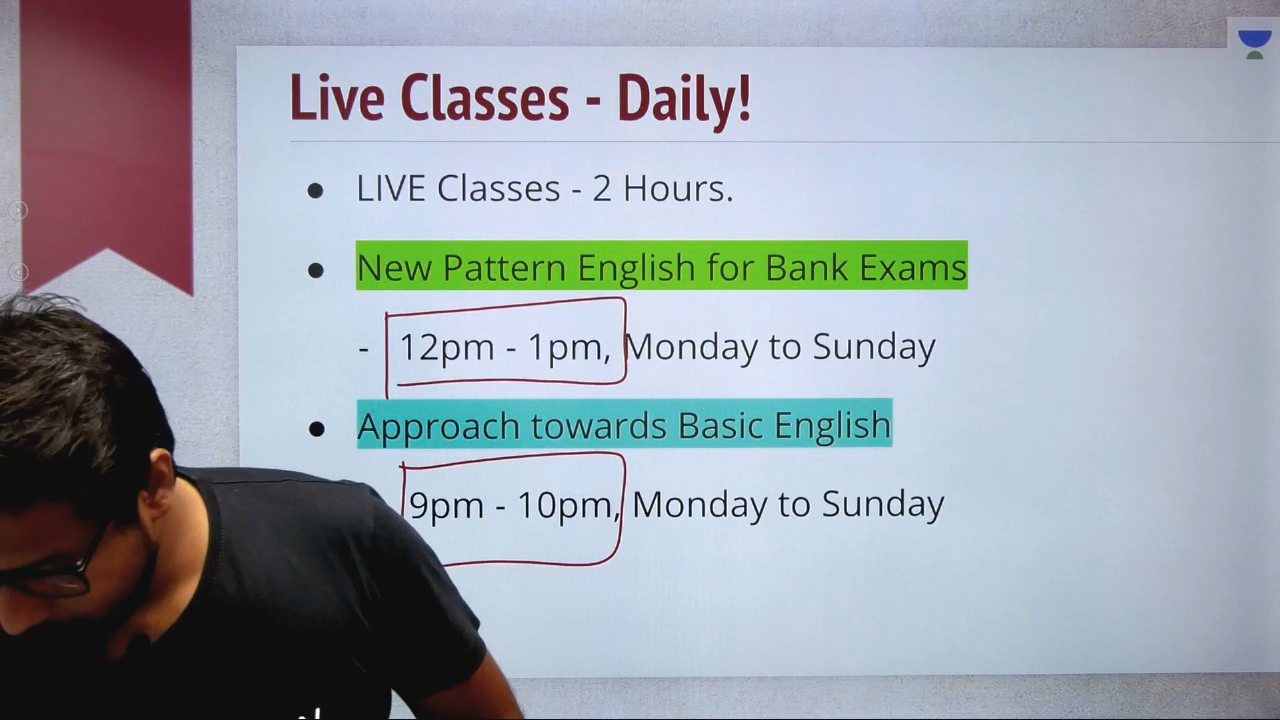 Live Classes - Daily!
● LIVE Classes - 2 Hours.
● New Pattern English for Bank Exams
- 12pm - 1pm, Monday to Sunday
● Approach towards Basic English
9pm - 10pm, Monday to Sunday